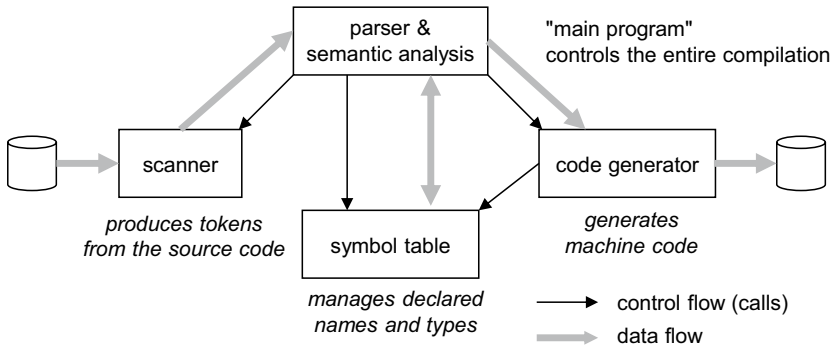 parser &
semantic analysis
"main program"
controls the entire compilation
scanner
code generator
produces tokens
from the source code
symbol table
generates
machine code
manages declared
names and types
control flow (calls)
data flow